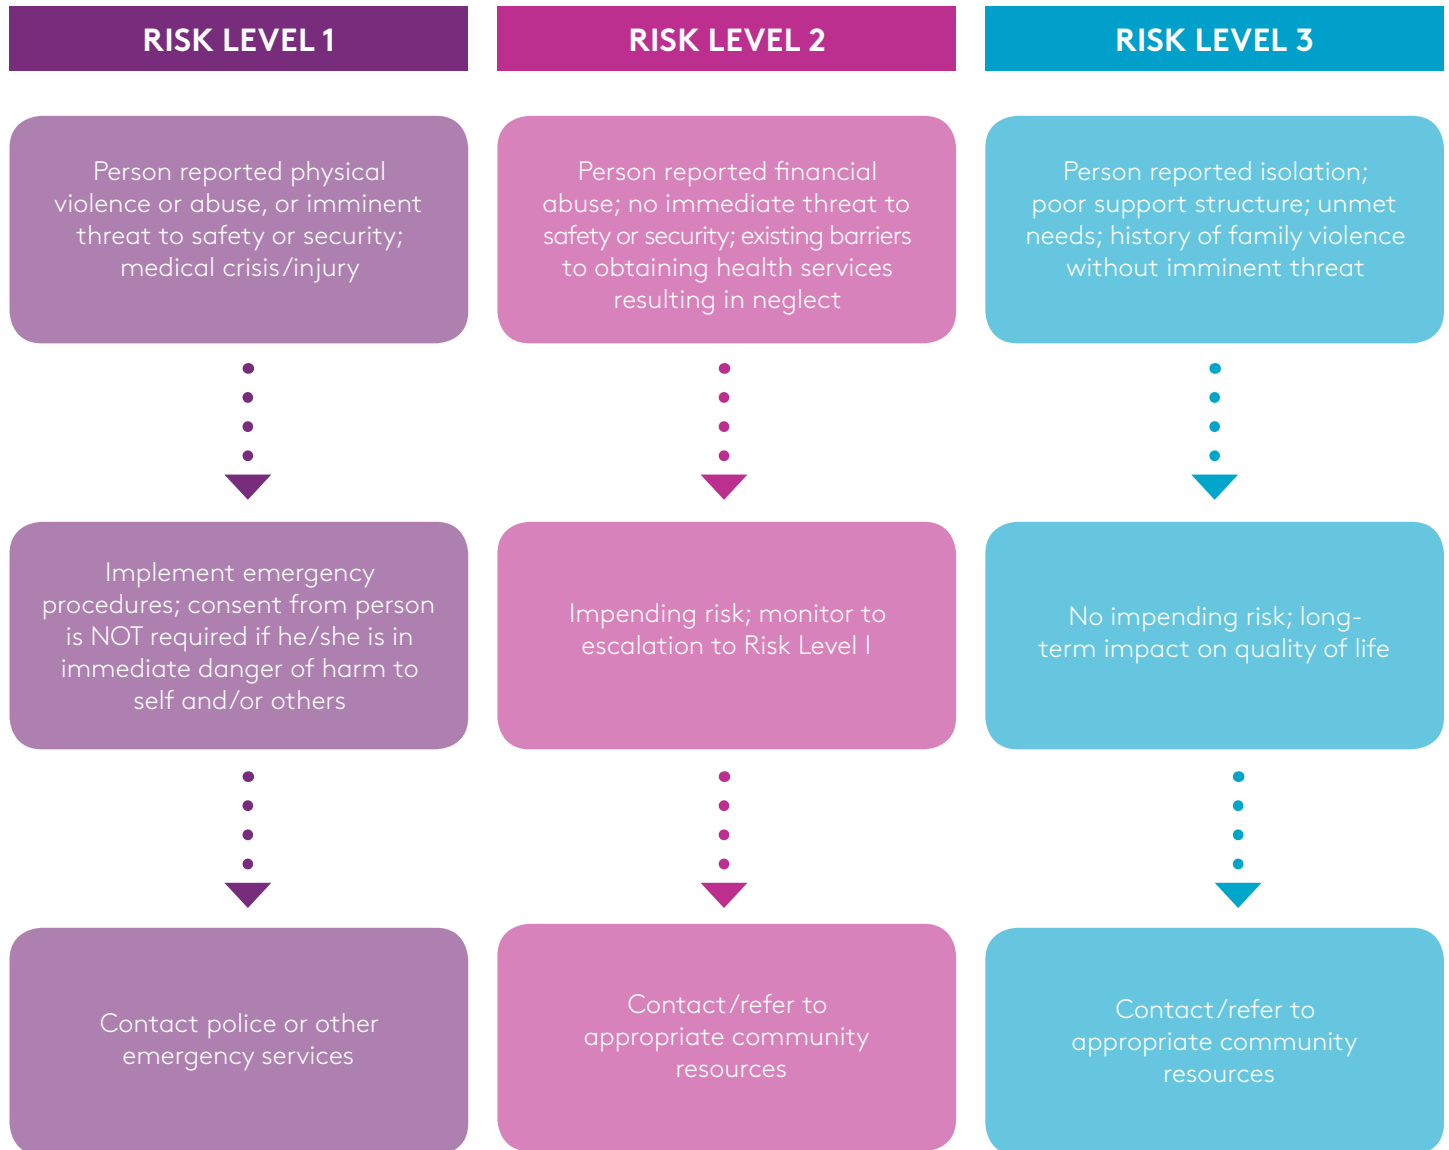 RISK LEVEL 1
Person reported physical
violence or abuse, or imminent
threat to safety or security;
medical crisis/injury
Implement emergency
procedures; consent from person
is NOT required if he/she is in
immediate danger of harm to
self and/or others
Contact police or other
emergency services
RISK LEVEL 2
Person reported financial
abuse; no immediate threat to
safety or security; existing barriers
to obtaining health services
resulting in neglect
Impending risk; monitor to
escalation to Risk Level I
Contact/refer to
appropriate community
resources
RISK LEVEL 3
Person reported isolation;
poor support structure; unmet
needs; history of family violence
without imminent threat
No impending risk; long-
term impact on quality of life
Contact/refer to
appropriate community
resources